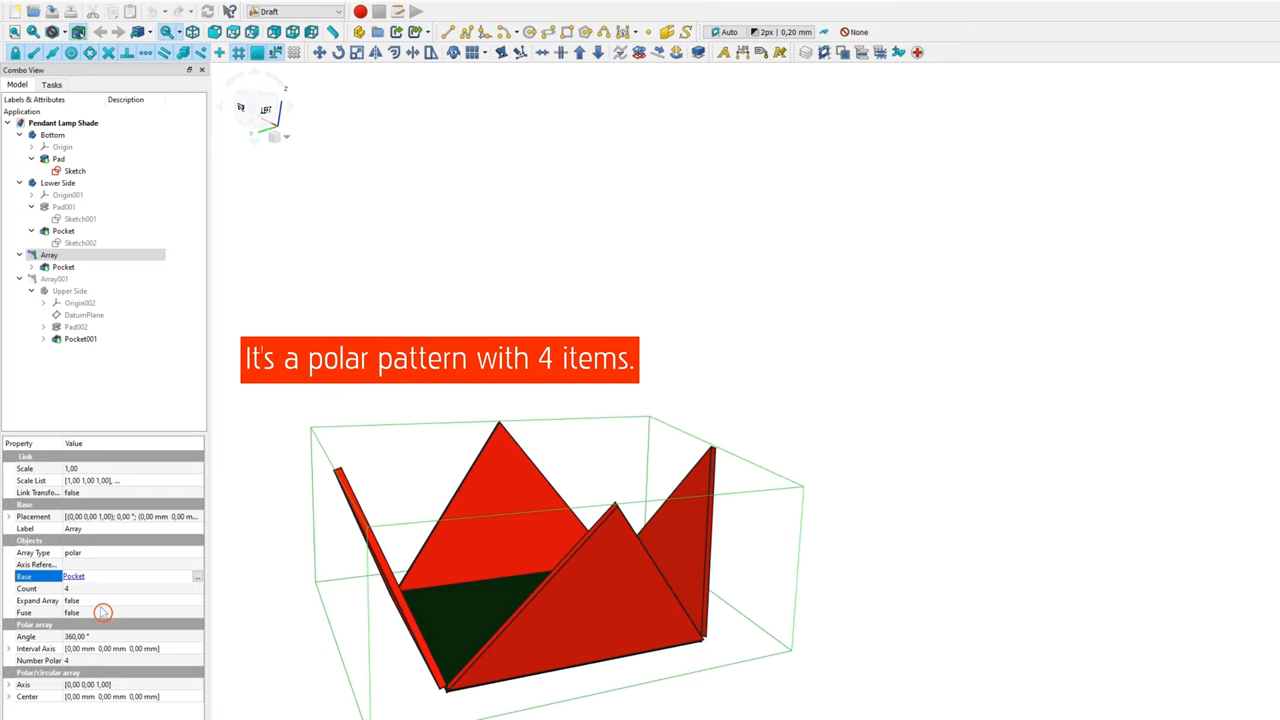 Draft
Auto
2px | 0,20 mm
None
Combo View
Model
Tasks
Labels & Attributes
Description
Application
Pendant Lamp Shade
Bottom
Origin
Pad
Sketch
Lower Side
Origin001
Pad001
Sketch001
Pocket
Sketch002
Array
Pocket
Array001
Upper Side
Origin002
DatumPlane
Pad002
Pocket001
LEFT
Z
Y
It's a polar pattern with 4 items.
Property
Value
Link
Scale
1,00
Scale List
[1,00 1,00 1,00], ...
Link Transfo...
false
Base
Placement
[(0,00 0,00 1,00); 0,00 °; (0,00 mm 0,00 m...
Label
Array
Objects
Array Type
polar
Axis Refere...
Base
Pocket
...
Count
4
Expand Array
false
Fuse
false
Polar array
Angle
360,00 °
Interval Axis
[0,00 mm 0,00 mm 0,00 mm]
Number Polar
4
Polar/circular array
Axis
[0,00 0,00 1,00]
Center
[0,00 mm 0,00 mm 0,00 mm]